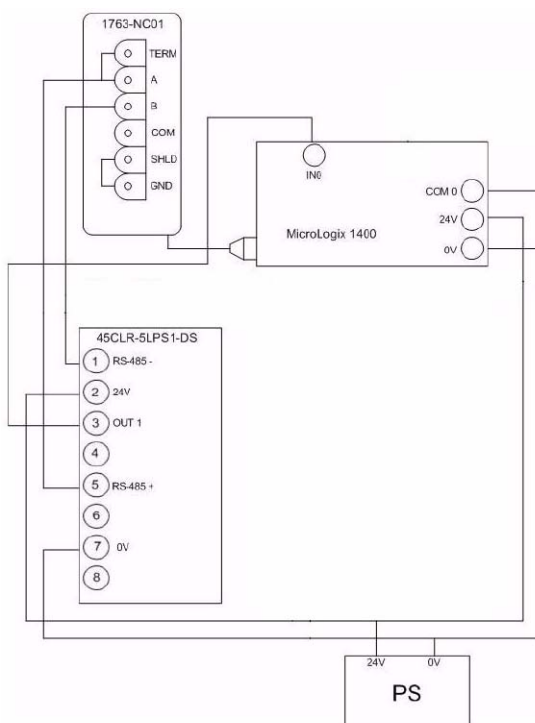 1763-NC01
TERM
A
B
COM
SHLD
GND
IN0
COM 0
24V
0V
MicroLogix 1400
45CLR-5LPS1-DS
1 RS-485 -
2 24V
3 OUT 1
4
5 RS-485 +
6
7 0V
8
24V 0V
PS